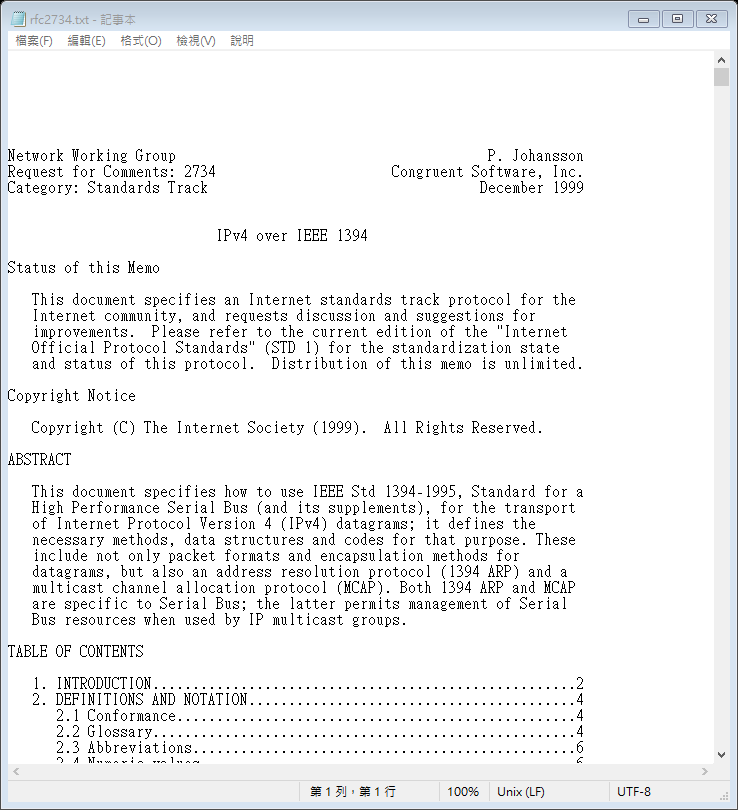 rfc2734.txt - 記事本
檔案(F) 編輯(E) 格式(O) 檢視(V) 說明
Network Working Group P. Johansson
Request for Comments: 2734 Congruent Software, Inc.
Category: Standards Track December 1999
IPv4 over IEEE 1394
Status of this Memo
This document specifies an Internet standards track protocol for the
Internet community, and requests discussion and suggestions for
improvements. Please refer to the current edition of the "Internet
Official Protocol Standards" (STD 1) for the standardization state
and status of this protocol. Distribution of this memo is unlimited.
Copyright Notice
Copyright (C) The Internet Society (1999). All Rights Reserved.
ABSTRACT
This document specifies how to use IEEE Std 1394-1995, Standard for a
High Performance Serial Bus (and its supplements), for the transport
of Internet Protocol Version 4 (IPv4) datagrams; it defines the
necessary methods, data structures and codes for that purpose. These
include not only packet formats and encapsulation methods for
datagrams, but also an address resolution protocol (1394 ARP) and a
multicast channel allocation protocol (MCAP). Both 1394 ARP and MCAP
are specific to Serial Bus; the latter permits management of Serial
Bus resources when used by IP multicast groups.
TABLE OF CONTENTS
1. INTRODUCTION.....................................................2
2. DEFINITIONS AND NOTATION.........................................4
2.1 Conformance..................................................4
2.2 Glossary.....................................................4
2.3 Abbreviations................................................6
2.4 Numeric values...............................................6
第 1 列，第 1 行 100% Unix (LF) UTF-8